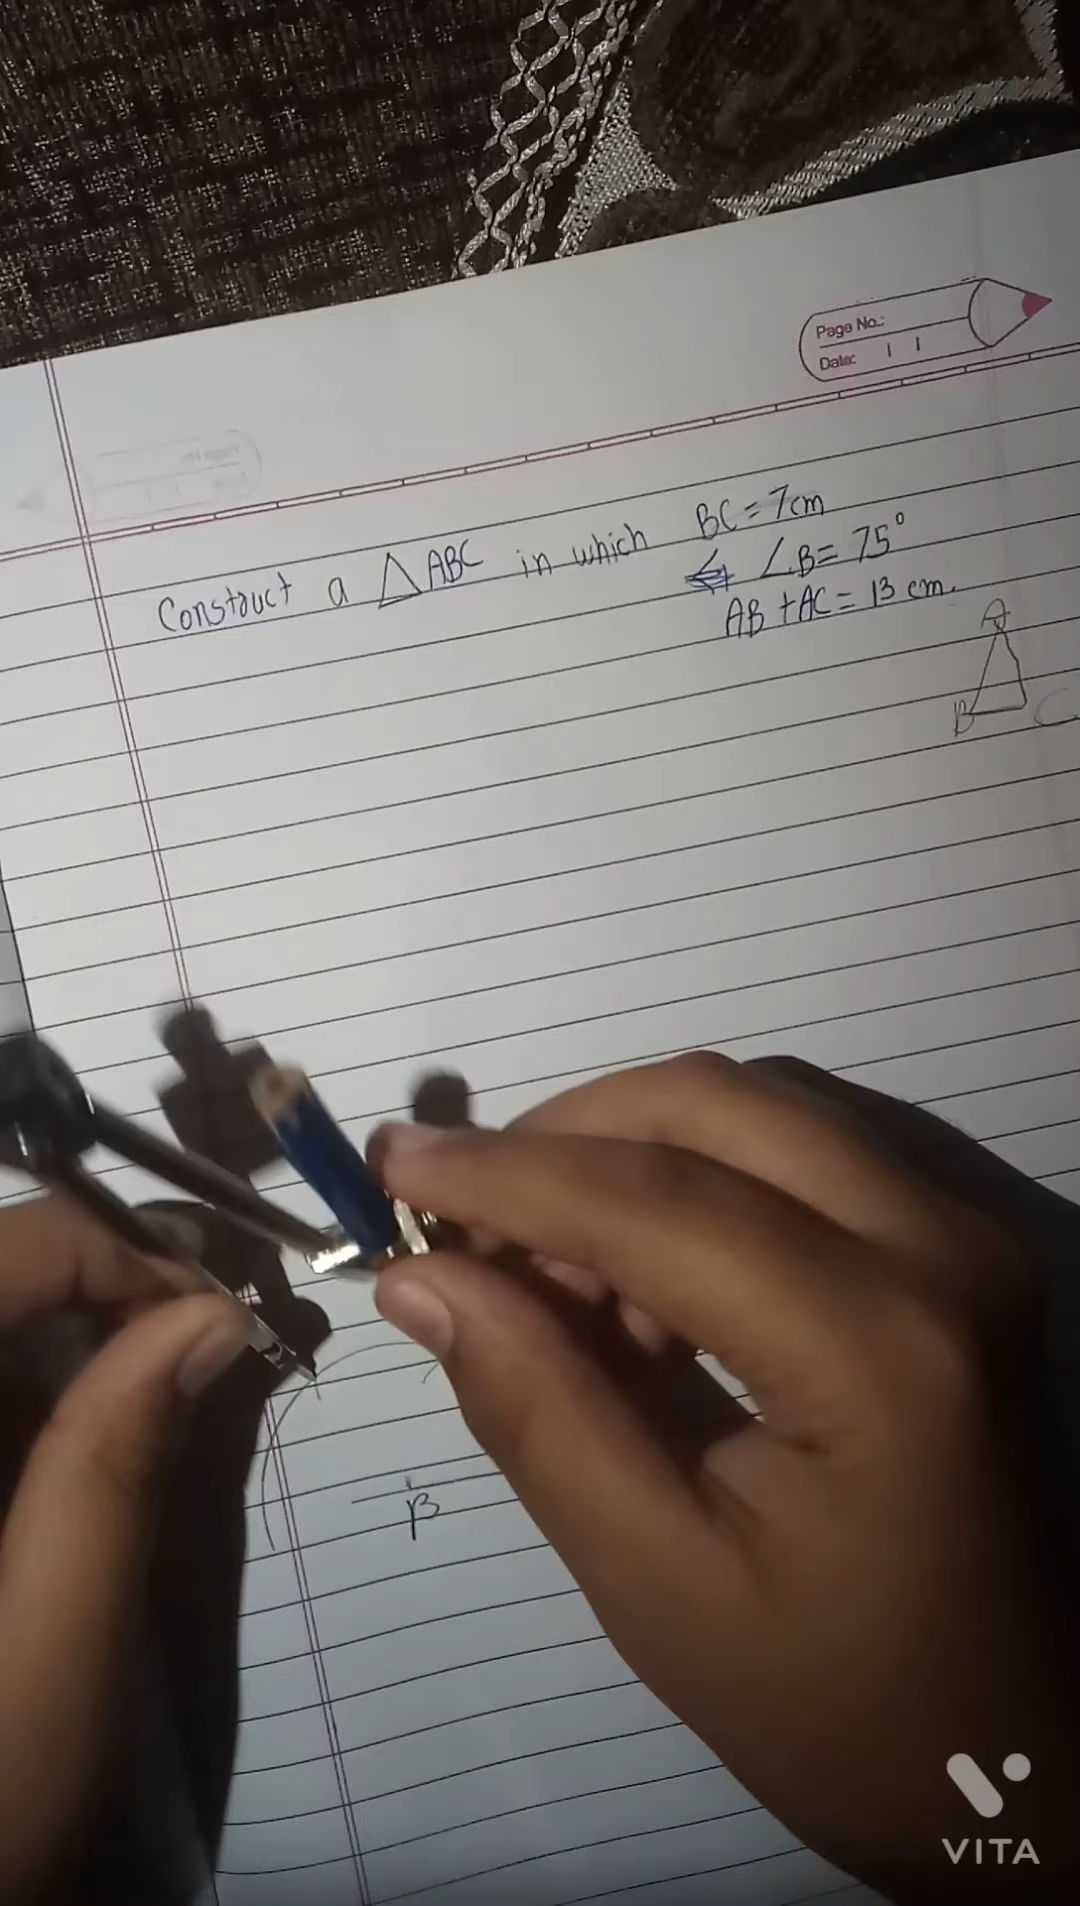 Page No.:
Date:
Construct a △ABC in which BC = 7cm
∠B = 75°
AB + AC = 13 cm.
A
B C
B
VITA